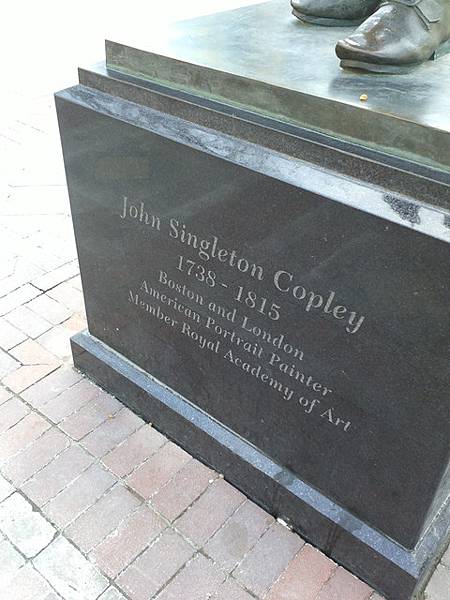 John Singleton Copley
1738 - 1815
Boston and London
American Portrait Painter
Member Royal Academy of Art